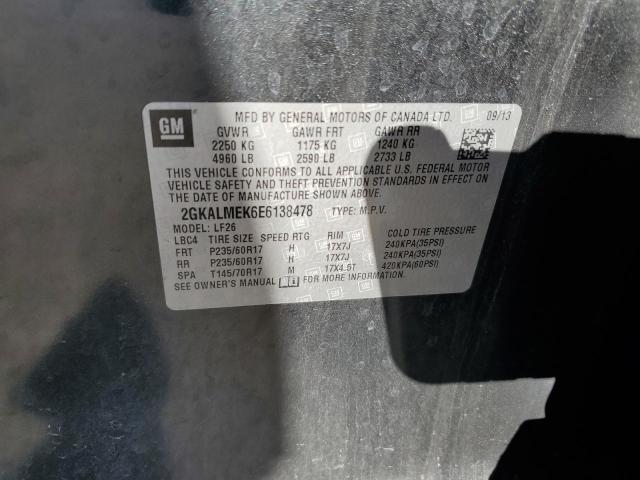 GM
MFD BY GENERAL MOTORS OF CANADA LTD. 09/13
GVWR GAWR FRT GAWR RR
2250 KG 1175 KG 1240 KG
4960 LB 2590 LB 2733 LB
THIS VEHICLE CONFORMS TO ALL APPLICABLE U.S. FEDERAL MOTOR
VEHICLE SAFETY AND THEFT PREVENTION STANDARDS IN EFFECT ON
THE DATE OF MANUFACTURE SHOWN ABOVE.
2GKALMEK6E6138478 TYPE: M.P.V.
MODEL: LF26
LBC4 TIRE SIZE SPEED RTG RIM COLD TIRE PRESSURE
FRT P235/60R17 H 17X7J 240KPA(35PSI)
RR P235/60R17 H 17X7J 240KPA(35PSI)
SPA T145/70R17 M 17X4.5T 420KPA(60PSI)
SEE OWNER'S MANUAL FOR MORE INFORMATION